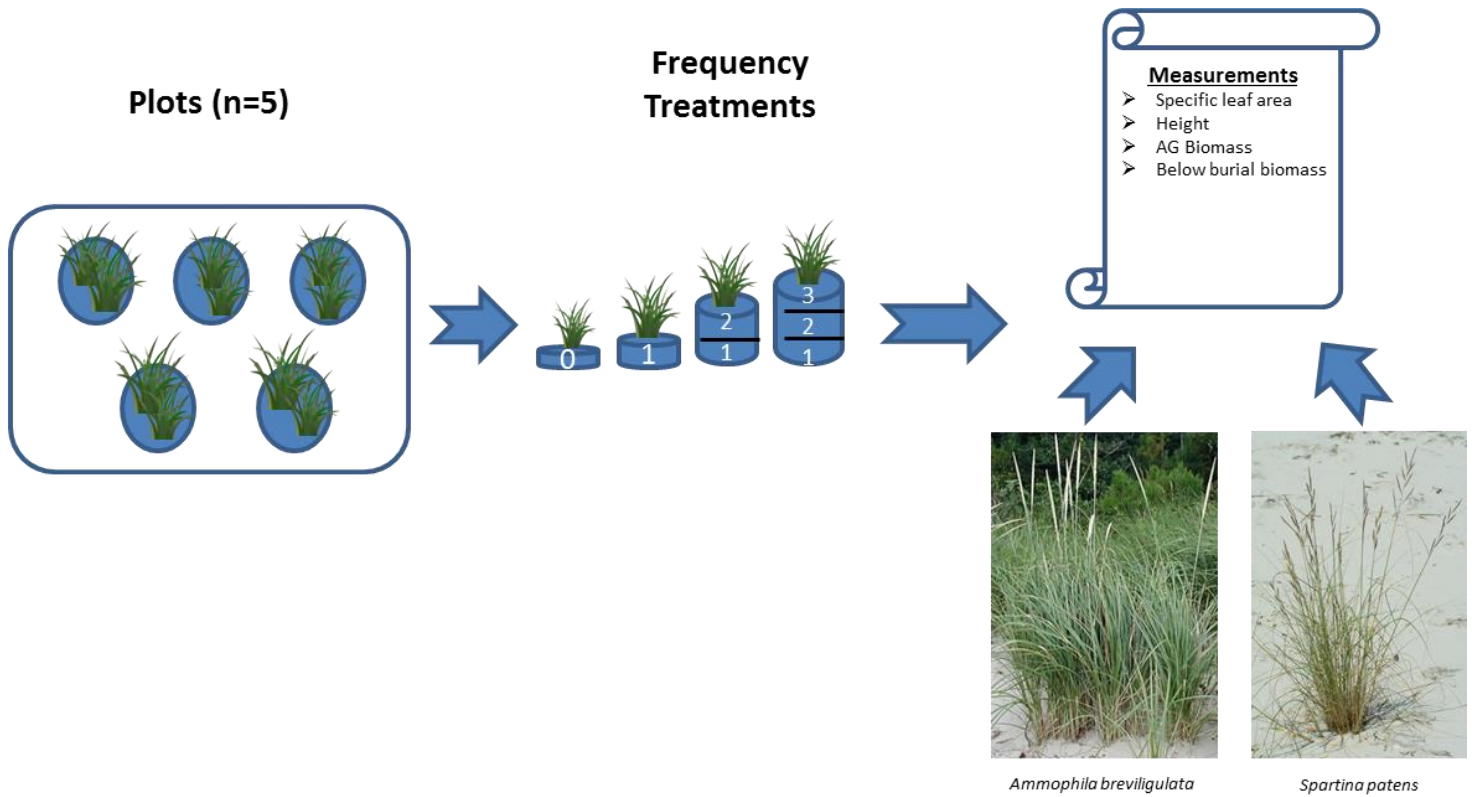 Plots (n=5)
Frequency
Treatments
0
1
2
1
3
2
1
Measurements
Specific leaf area
Height
AG Biomass
Below burial biomass
Ammophila breviligulata
Spartina patens